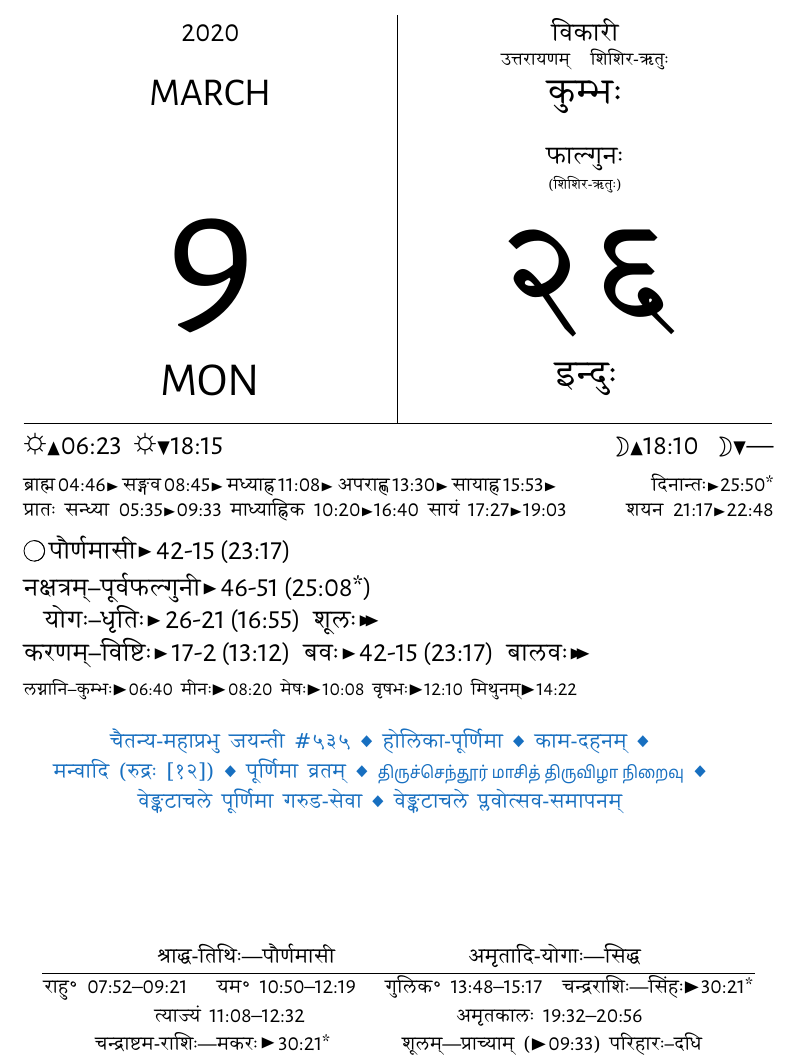 2020
MARCH
9
MON
विकारी
उत्तरायणम् शिशिर-ऋतुः
कुम्भः
फाल्गुनः
(शिशिर-ऋतुः)
२६
इन्दुः
☼▲06:23 ☼▼18:15 ☽▲18:10 ☽▼—
ब्राह्म 04:46► सङ्गव 08:45► मध्याह्न 11:08► अपराह्ण 13:30► सायाह्न 15:53► दिनान्तः►25:50*
प्रातः सन्ध्या 05:35►09:33 माध्याह्निक 10:20►16:40 सायं 17:27►19:03 शयन 21:17►22:48
○ पौर्णमासी► 42-15 (23:17)
नक्षत्रम्–पूर्वफल्गुनी► 46-51 (25:08*)
योगः–धृतिः► 26-21 (16:55) शूलः►►
करणम्–विष्टिः►17-2 (13:12) बवः►42-15 (23:17) बालवः►►
लग्नानि–कुम्भः►06:40 मीनः►08:20 मेषः►10:08 वृषभः►12:10 मिथुनम्►14:22
चैतन्य-महाप्रभु जयन्ती #५३५ ◆ होलिका-पूर्णिमा ◆ काम-दहनम् ◆
मन्वादि (रुद्रः [१२]) ◆ पूर्णिमा व्रतम् ◆ திருச்செந்தூர் மாசித் திருவிழா நிறைவு ◆
वेङ्कटाचले पूर्णिमा गरुड-सेवा ◆ वेङ्कटाचले प्लवोत्सव-समापनम्
श्राद्ध-तिथिः—पौर्णमासी अमृतादि-योगाः—सिद्ध
राहु॰ 07:52–09:21 यम॰ 10:50–12:19 गुलिक॰ 13:48–15:17 चन्द्रराशिः—सिंहः►30:21*
त्याज्यं 11:08–12:32 अमृतकालः 19:32–20:56
चन्द्राष्टम-राशिः—मकरः►30:21* शूलम्—प्राच्याम् (►09:33) परिहारः–दधि